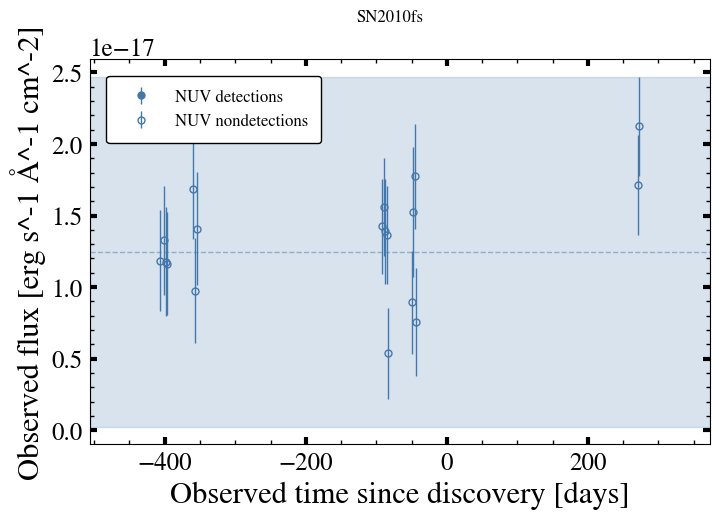 SN2010fs
1e−17
Observed flux [erg s^-1 Å^-1 cm^-2]
2.5
2.0
1.5
1.0
0.5
0.0
NUV detections
NUV nondetections
−400
−200
0
200
Observed time since discovery [days]